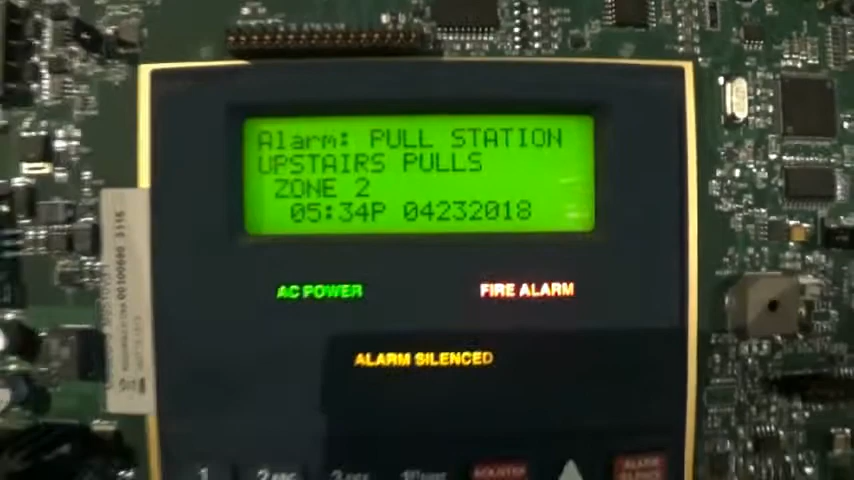 Alarm: PULL STATION
UPSTAIRS PULLS
ZONE 2
05:34P 04232018
AC POWER
FIRE ALARM
ALARM SILENCED